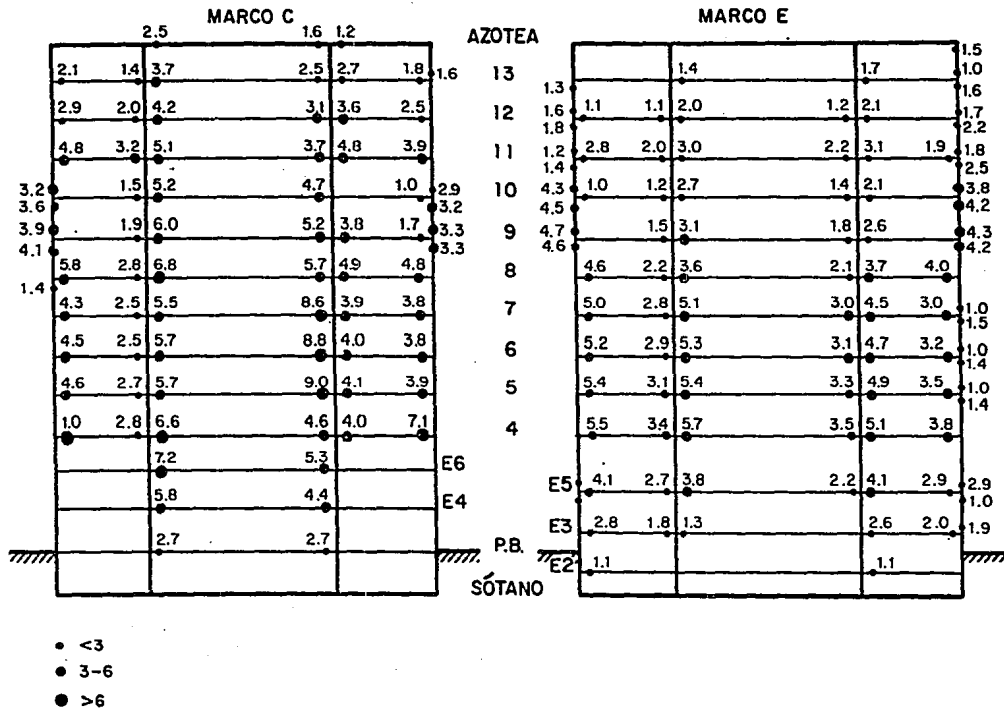 MARCO C
MARCO E
2.5 1.6 1.2 AZOTEA 1.5
2.1 1.4 3.7 2.5 2.7 1.8 1.6 13 1.3 1.4 1.7 1.0 1.6
2.9 2.0 4.2 3.1 3.6 2.5 12 1.6 1.8 1.1 1.1 2.0 1.2 2.1 1.7 2.2
4.8 3.2 5.1 3.7 4.8 3.9 11 1.2 1.4 2.8 2.0 3.0 2.2 3.1 1.9 1.8 2.5
3.2 3.6 1.5 5.2 4.7 1.0 2.9 3.2 10 4.3 4.5 1.0 1.2 2.7 1.4 2.1 3.8 4.2
3.9 4.1 1.9 6.0 5.2 3.8 1.7 3.3 3.3 9 4.7 4.6 1.5 3.1 1.8 2.6 4.3 4.2
5.8 2.8 6.8 5.7 4.9 4.8 8 4.6 2.2 3.6 2.1 3.7 4.0
1.4 4.3 2.5 5.5 8.6 3.9 3.8 7 5.0 2.8 5.1 3.0 4.5 3.0 1.0 1.5
4.5 2.5 5.7 8.8 4.0 3.8 6 5.2 2.9 5.3 3.1 4.7 3.2 1.0 1.4
4.6 2.7 5.7 9.0 4.1 3.9 5 5.4 3.1 5.4 3.3 4.9 3.5 1.0 1.4
1.0 2.8 6.6 4.6 4.0 7.1 4 5.5 3.4 5.7 3.5 5.1 3.8
7.2 5.3 E6
E5 4.1 2.7 3.8 2.2 4.1 2.9 2.9 1.0
5.8 4.4 E4
E3 2.8 1.8 1.3 2.6 2.0 1.9
2.7 2.7 P.B.
E2 1.1 1.1
SÓTANO
<3
3-6
>6